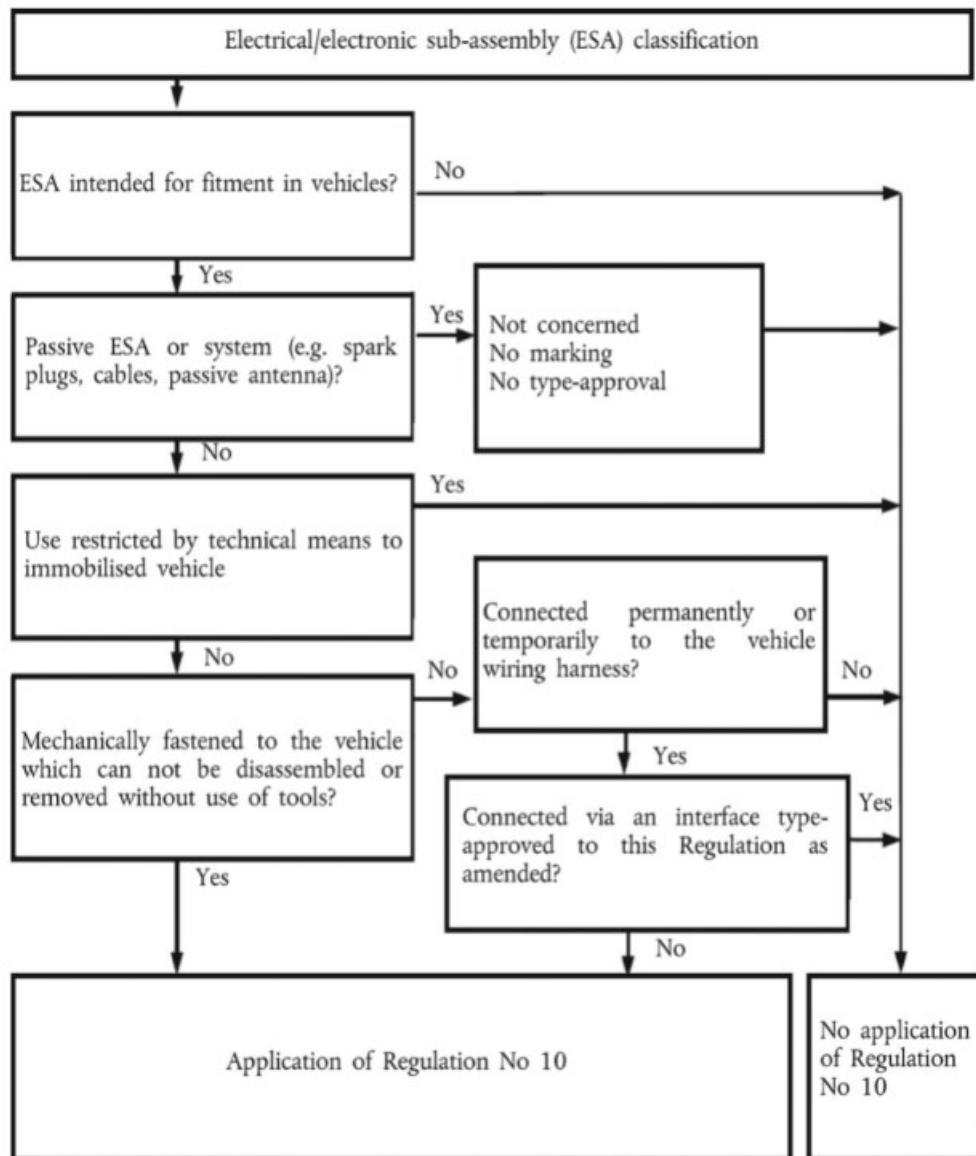 Electrical/electronic sub-assembly (ESA) classification
ESA intended for fitment in vehicles?
No
Yes
Passive ESA or system (e.g. spark
plugs, cables, passive antenna)?
Yes
Not concerned
No marking
No type-approval
No
Use restricted by technical means to
immobilised vehicle
Yes
No
Mechanically fastened to the vehicle
which can not be disassembled or
removed without use of tools?
No
Connected permanently or
temporarily to the vehicle
wiring harness?
No
Yes
Connected via an interface type-
approved to this Regulation as
amended?
Yes
Yes
No
Application of Regulation No 10
No application
of Regulation
No 10